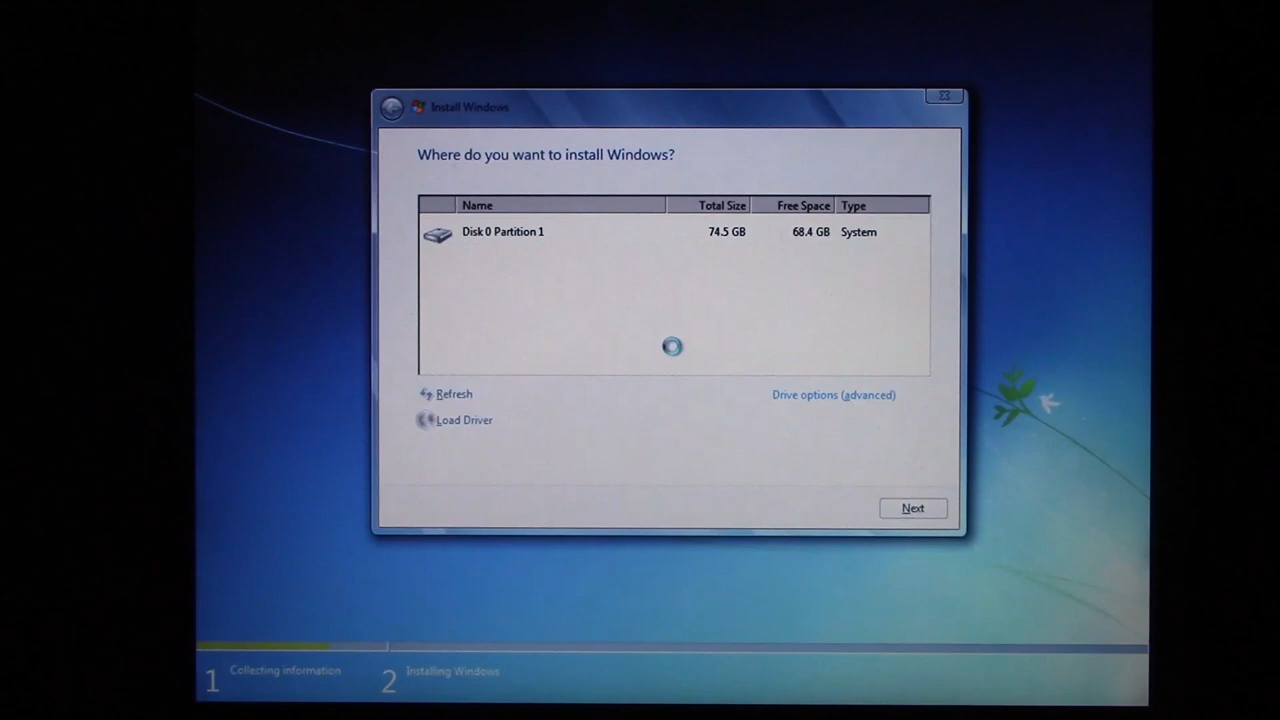 Install Windows
Where do you want to install Windows?
Name Total Size Free Space Type
Disk 0 Partition 1 74.5 GB 68.4 GB System
Refresh Drive options (advanced)
Load Driver
Next
1 Collecting information 2 Installing Windows